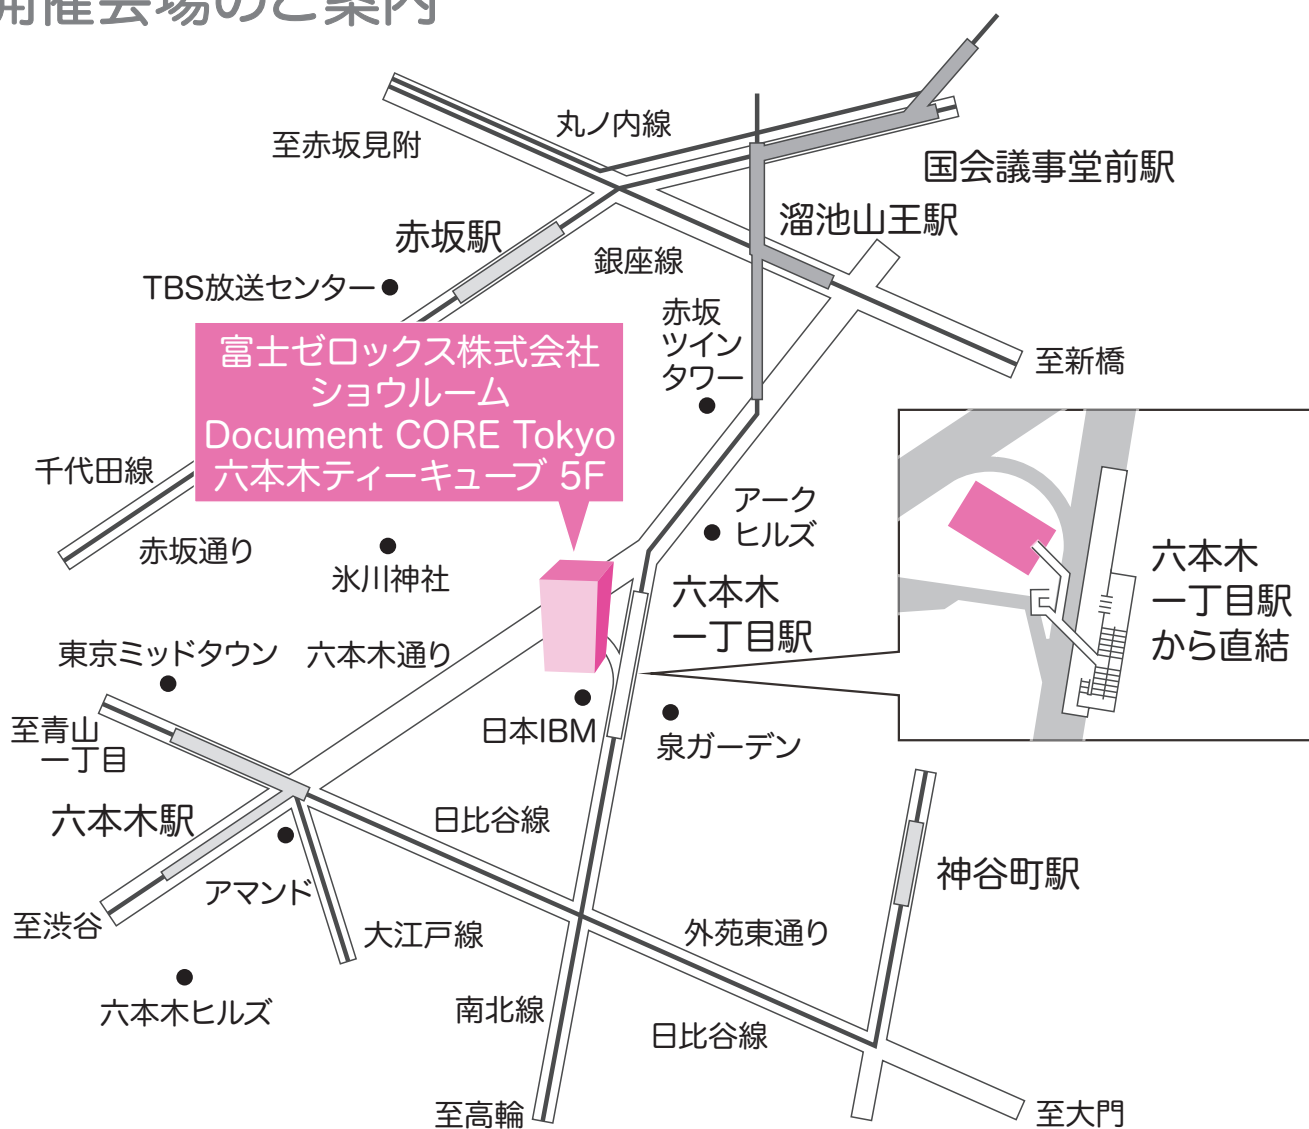 開催会場のご案内
丸ノ内線
至赤坂見附
国会議事堂前駅
溜池山王駅
赤坂駅
銀座線
TBS放送センター
赤坂
ツイン
タワー
至新橋
富士ゼロックス株式会社
ショウルーム
Document CORE Tokyo
六本木ティーキューブ 5F
千代田線
赤坂通り
氷川神社
アーク
ヒルズ
六本木
一丁目駅
六本木
一丁目駅
から直結
東京ミッドタウン
六本木通り
至青山
一丁目
日本IBM
泉ガーデン
六本木駅
日比谷線
神谷町駅
アマンド
至渋谷
大江戸線
外苑東通り
六本木ヒルズ
南北線
日比谷線
至高輪
至大門